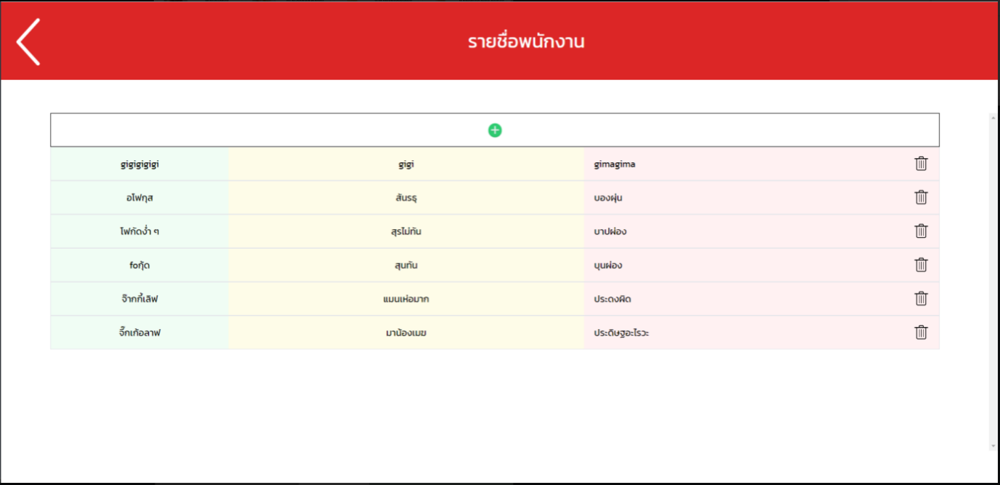 รายชื่อพนักงาน
gigigigigi gigi gimagima
อโฟกุส สันรธุ บองผุ่น
โฟกัดง่ำ ๆ สุรไม่ทัน บาปผ่อง
foกุ้ด สุนทัน บุนผ่อง
จ๊ากกี้เลิฟ แมนเห่อมาก ประดงผิด
จิ๊กเก้อลาฟ มาน้องเมฆ ประดิษฐอะไรวะ